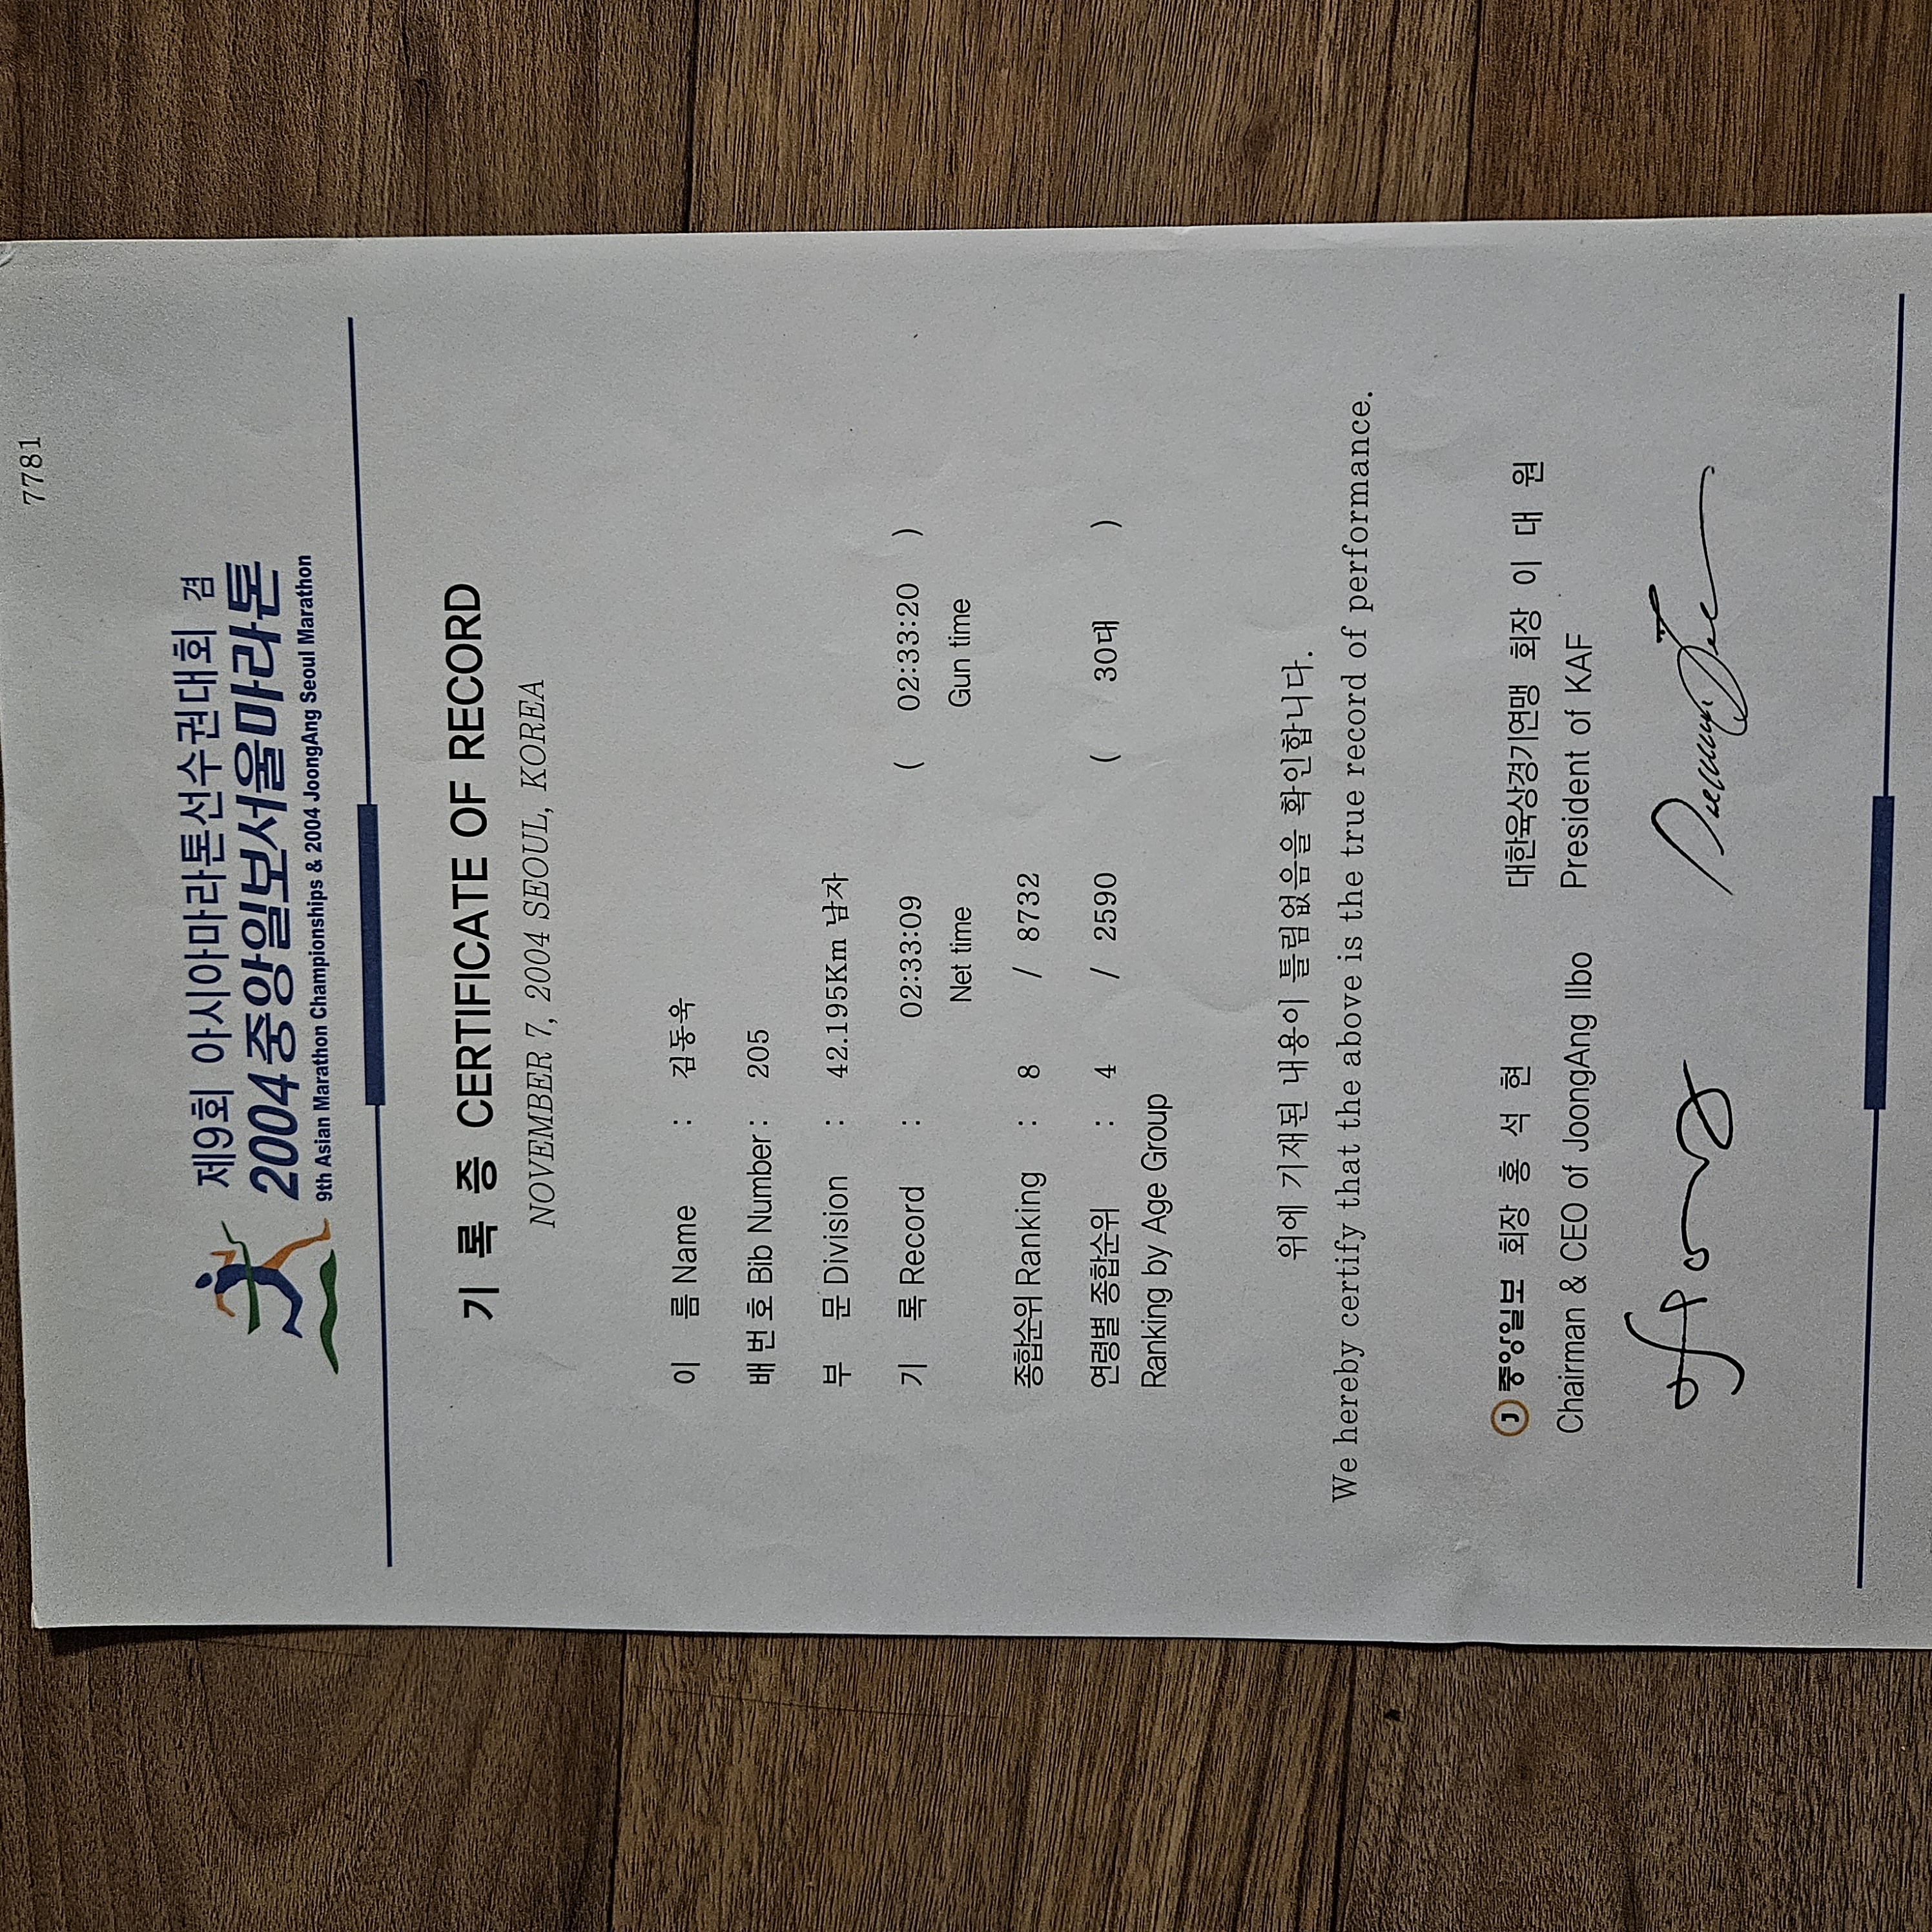 7781
제9회 아시아마라톤선수권대회 겸
2004중앙일보서울마라톤
9th Asian Marathon Championships & 2004 JoongAng Seoul Marathon
기 록 증 CERTIFICATE OF RECORD
NOVEMBER 7, 2004 SEOUL, KOREA
이 름 Name : 김동욱
배 번 호 Bib Number : 205
부 문 Division : 42.195Km 남자
기 록 Record : 02:33:09 ( 02:33:20 )
Net time Gun time
종합순위 Ranking : 8 / 8732
연령별 종합순위 : 4 / 2590 ( 30대 )
Ranking by Age Group
위에 기재된 내용이 틀림없음을 확인합니다.
We hereby certify that the above is the true record of performance.
J 중앙일보 회장 홍 석 현 대한육상경기연맹 회장 이 대 원
Chairman & CEO of JoongAng Ilbo President of KAF